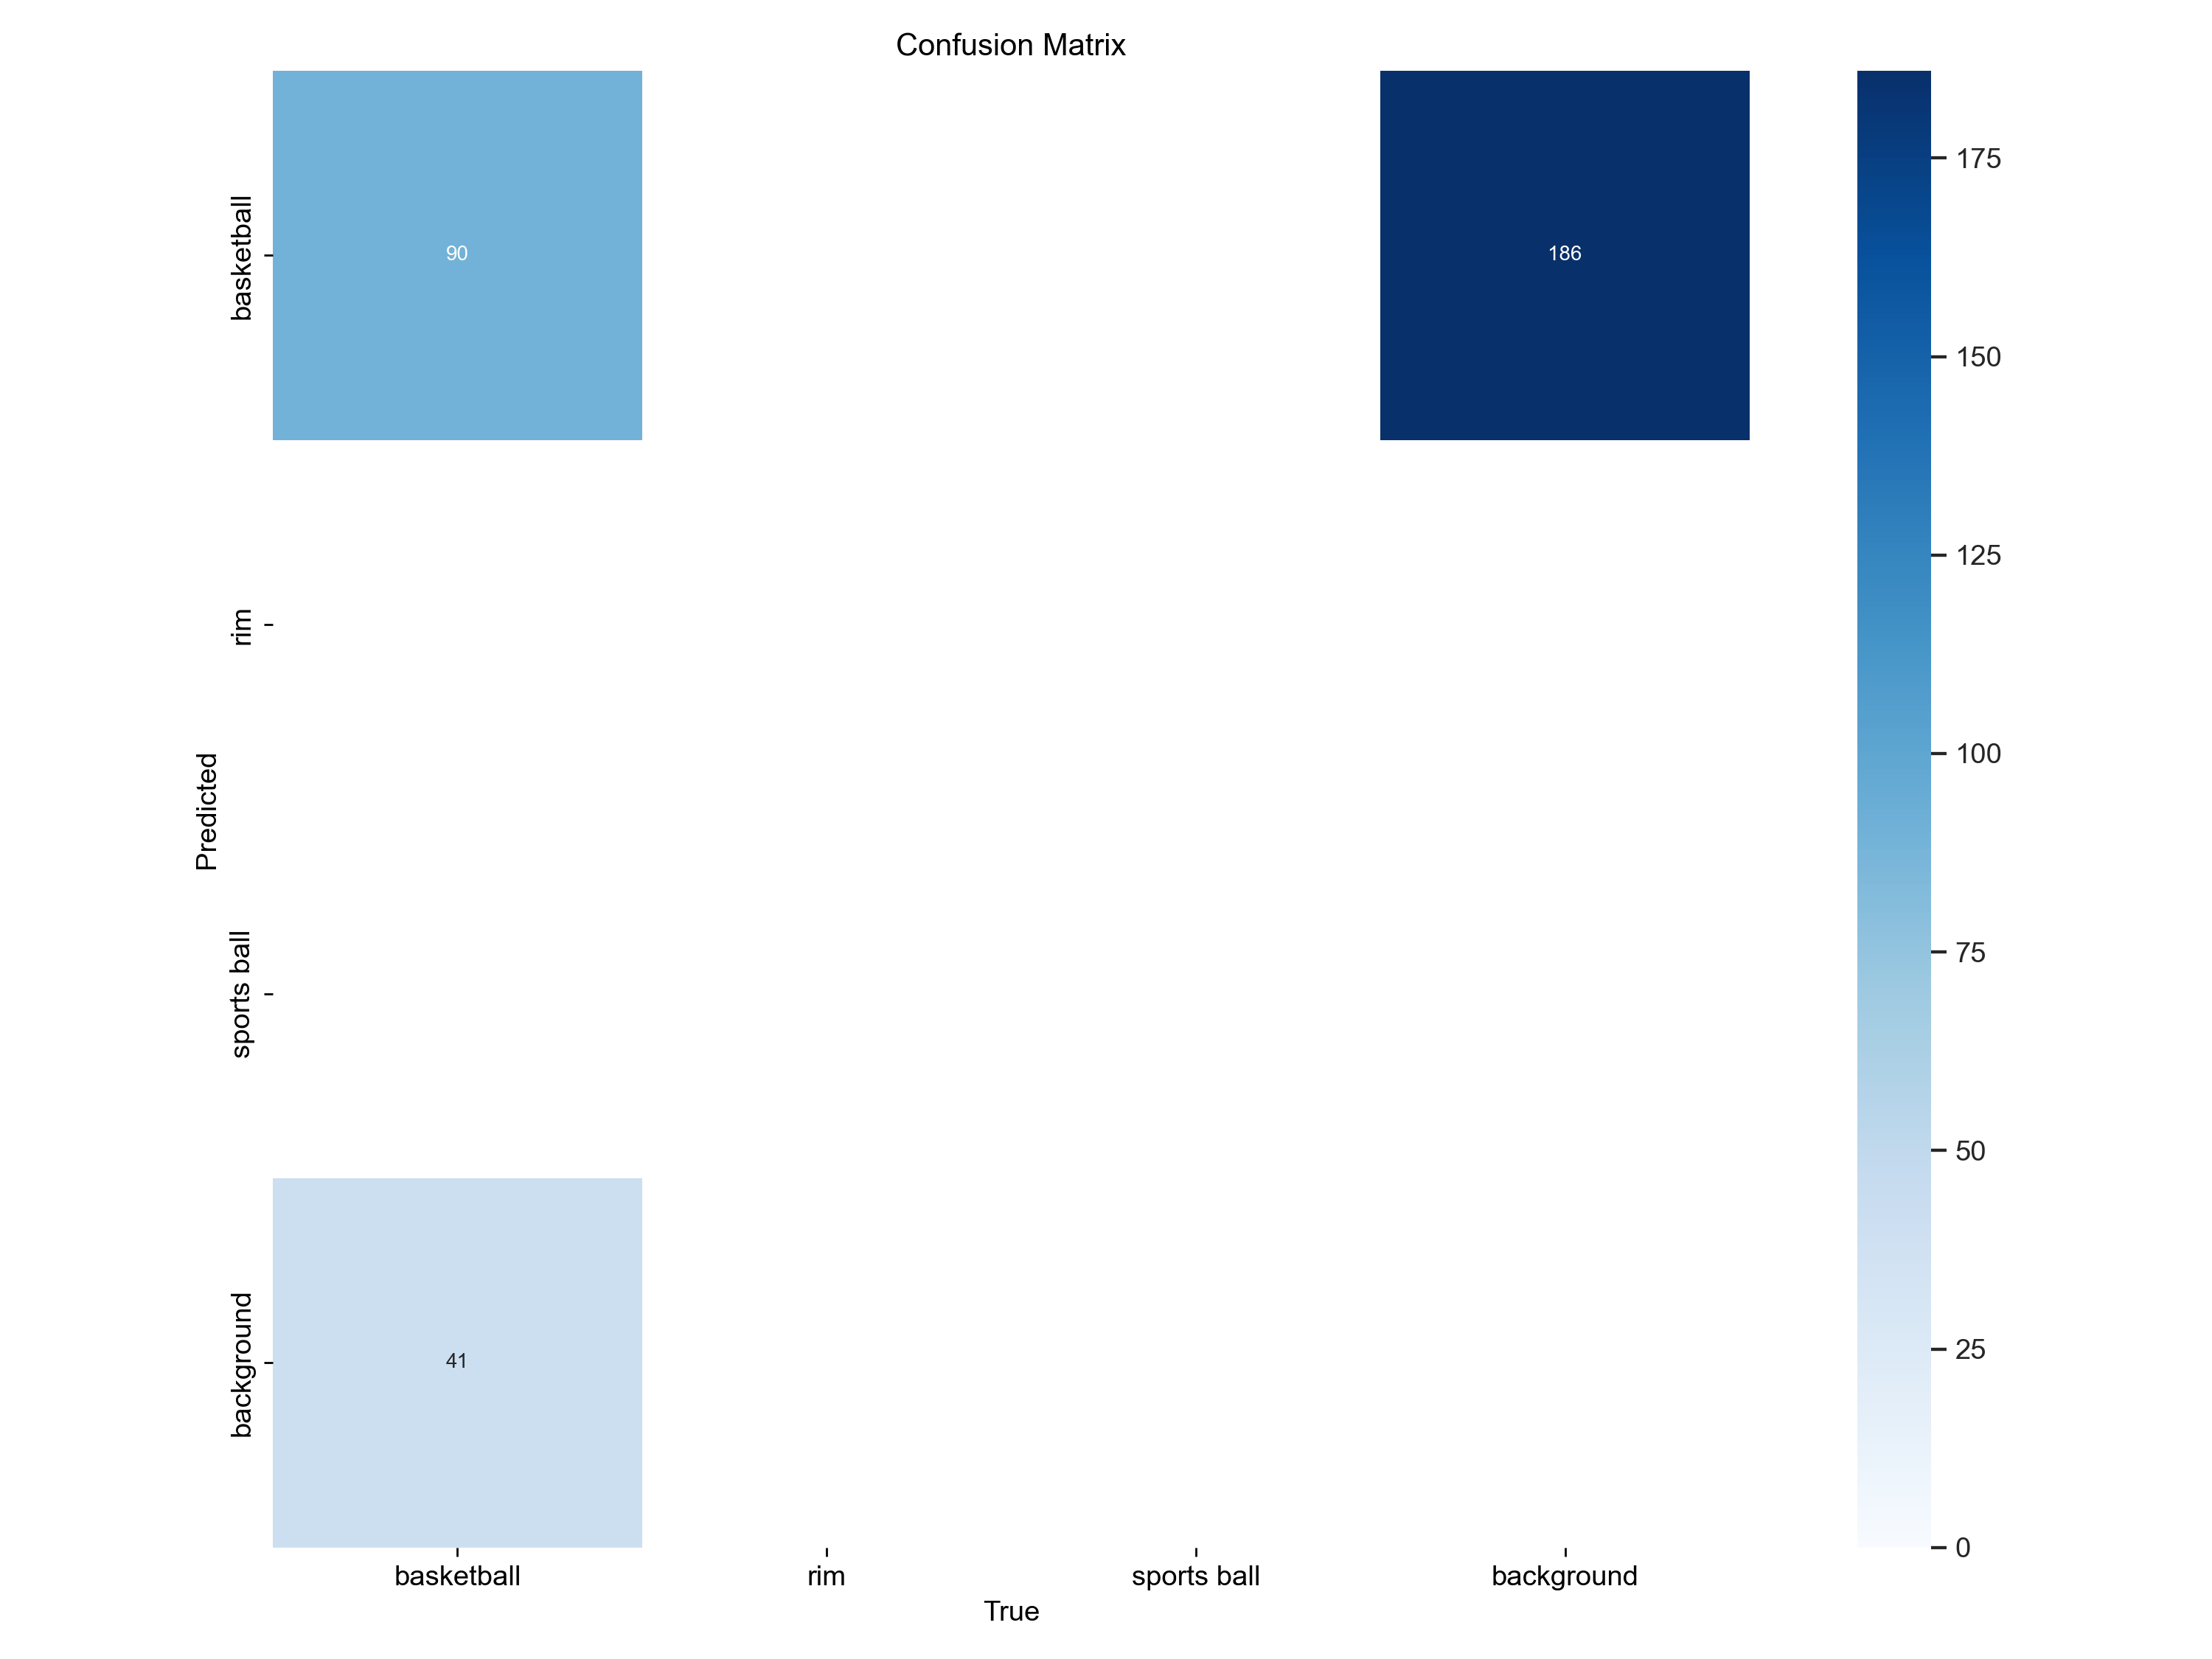 Confusion Matrix
basketball
rim
sports ball
background
Predicted
90
186
41
basketball
rim
sports ball
background
True
175
150
125
100
75
50
25
0